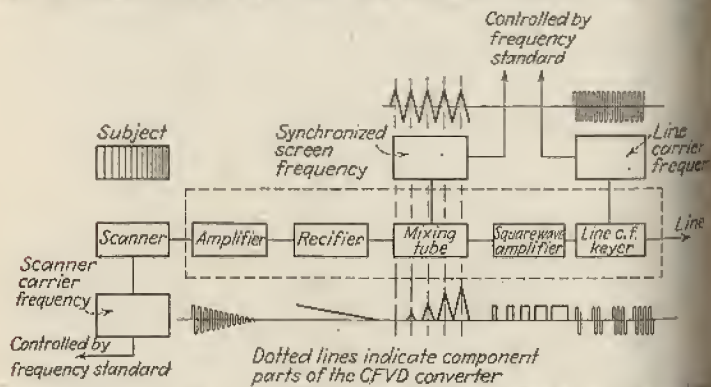 Controlled by
frequency
standard
Subject
Synchronized
screen
frequency
Line
carrier
Scanner
Amplifier
Rectifier
Mixing
tube
Squarewave
amplifier
Line c.f.
keyer
Line
Scanner
carrier
frequency
Controlled by
frequency standard
Dotted lines indicate component
parts of the CFVD converter